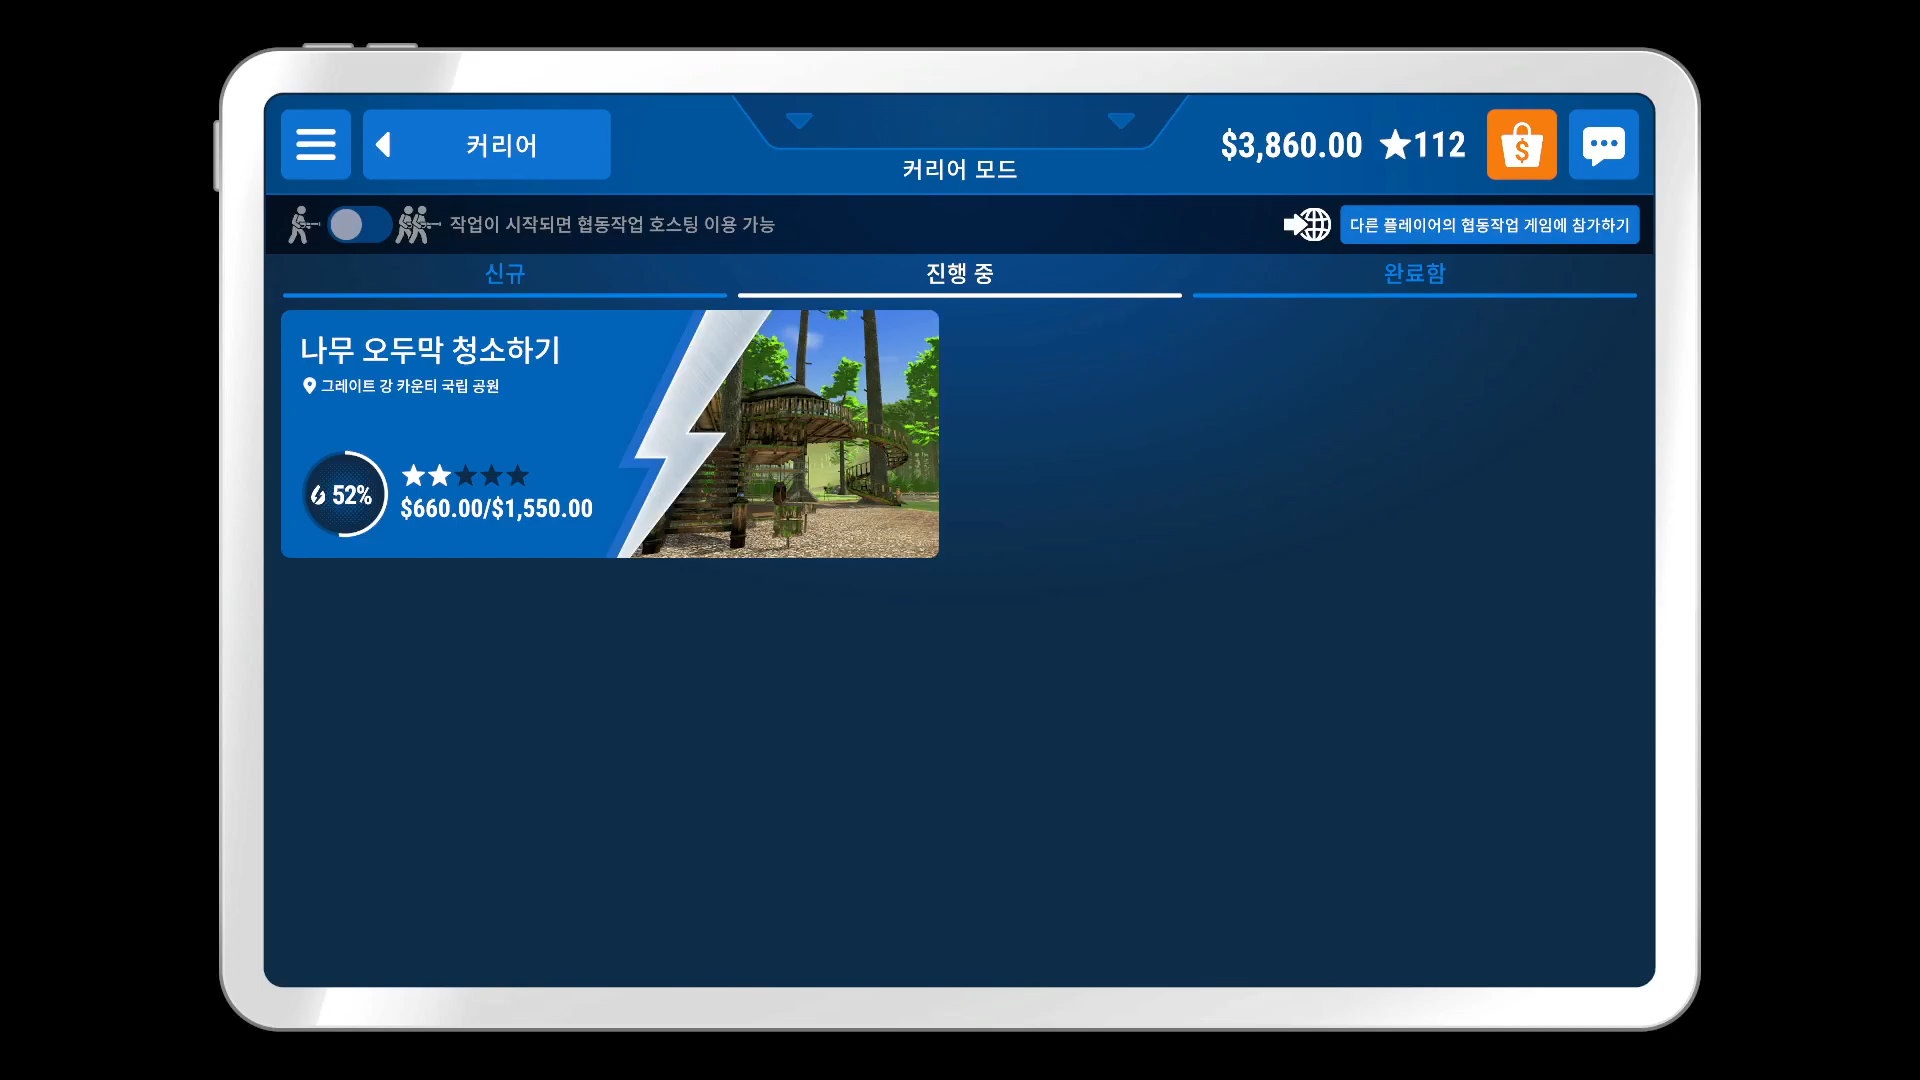 커리어
커리어 모드
$3,860.00 ★112
작업이 시작되면 협동작업 호스팅 이용 가능
다른 플레이어의 협동작업 게임에 참가하기
신규
진행 중
완료함
나무 오두막 청소하기
그레이트 강 카운티 국립 공원
52%
$660.00/$1,550.00